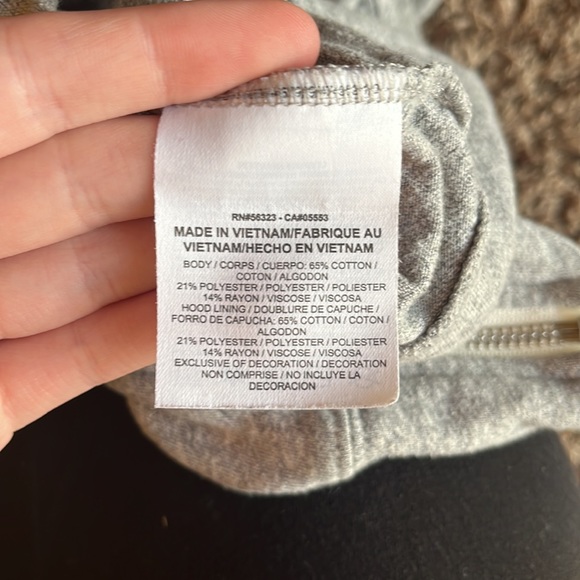 RN#56323 - CA#05553
MADE IN VIETNAM/FABRIQUE AU
VIETNAM/HECHO EN VIETNAM
BODY / CORPS / CUERPO: 65% COTTON /
COTON / ALGODON
21% POLYESTER / POLYESTER / POLIESTER
14% RAYON / VISCOSE / VISCOSA
HOOD LINING / DOUBLURE DE CAPUCHE /
FORRO DE CAPUCHA: 65% COTTON / COTON /
ALGODON
21% POLYESTER / POLYESTER / POLIESTER
14% RAYON / VISCOSE / VISCOSA
EXCLUSIVE OF DECORATION / DECORATION
NON COMPRISE / NO INCLUYE LA
DECORACION